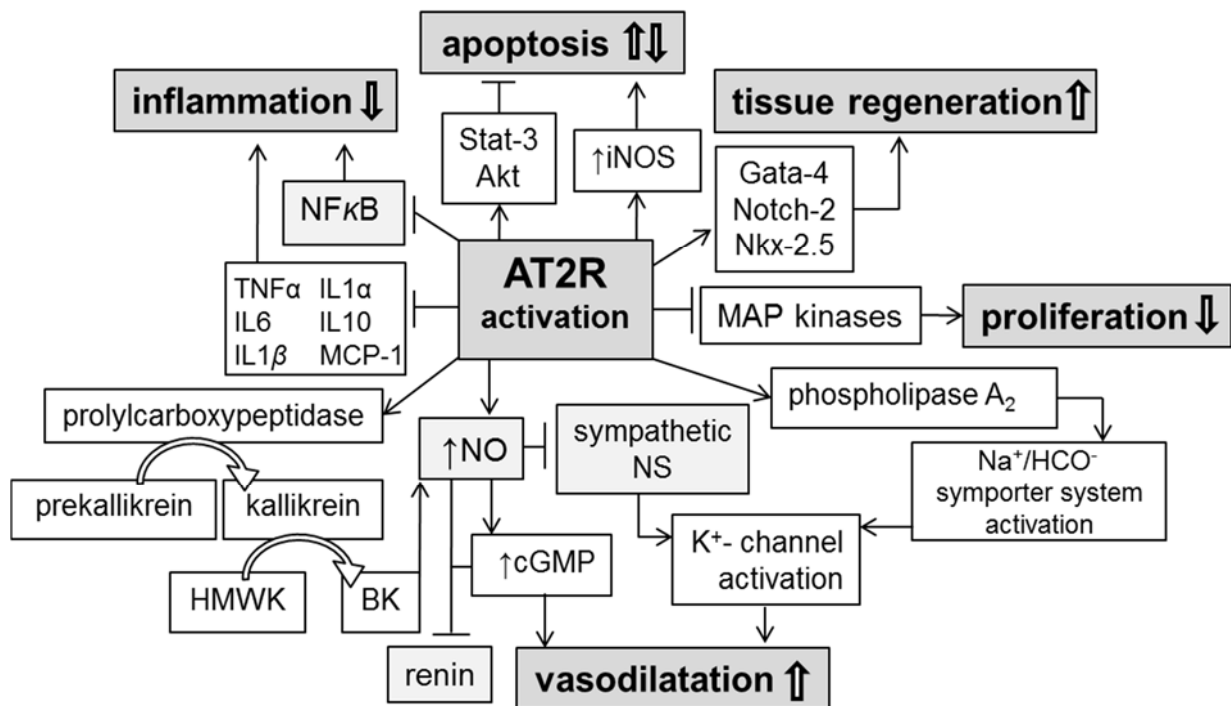 apoptosis ⇑⇓
inflammation ⇓
tissue regeneration ⇑
Stat-3
Akt
↑iNOS
Gata-4
Notch-2
Nkx-2.5
NFκB
AT2R
activation
TNFα IL1α
IL6 IL10
IL1β MCP-1
MAP kinases
proliferation ⇓
prolylcarboxypeptidase
phospholipase A₂
↑NO
sympathetic
NS
Na⁺/HCO⁻
symporter system
activation
prekallikrein
kallikrein
K⁺- channel
activation
↑cGMP
HMWK
BK
renin
vasodilatation ⇑